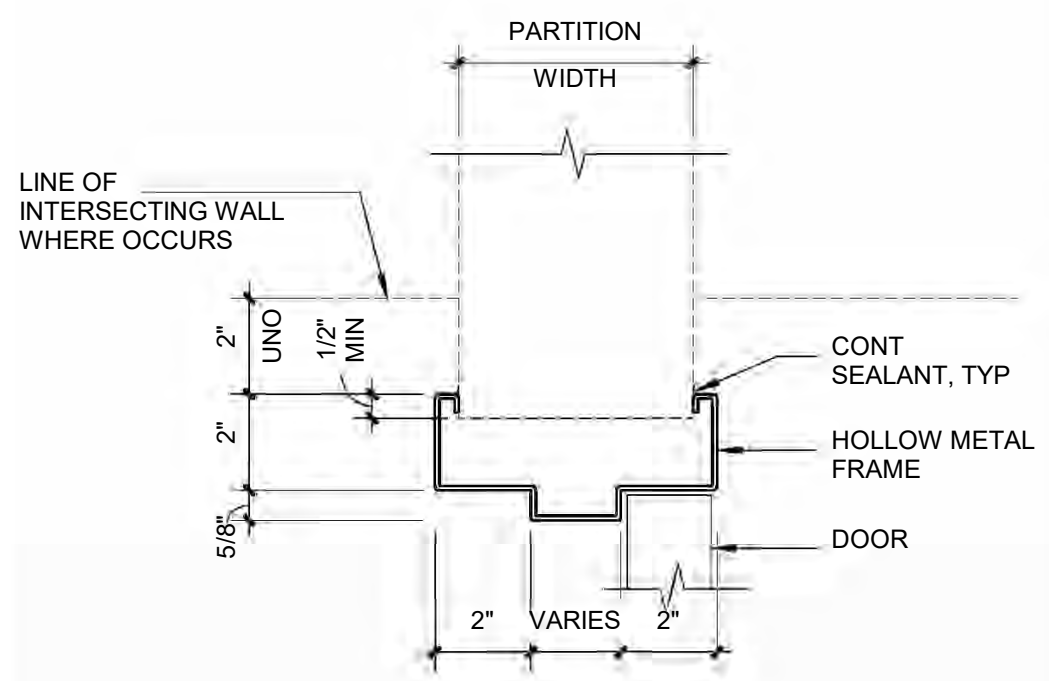 PARTITION
WIDTH
LINE OF
INTERSECTING WALL
WHERE OCCURS
2"
UNO
1/2"
MIN
CONT
SEALANT, TYP
2"
HOLLOW METAL
FRAME
5/8"
DOOR
2" VARIES 2"